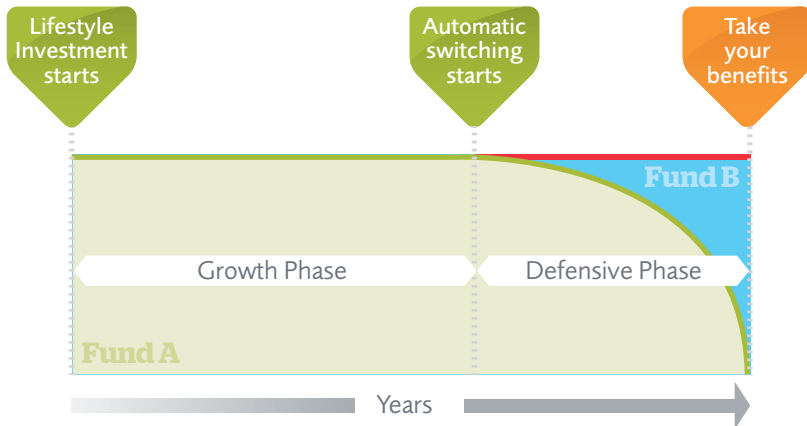 Lifestyle
Investment
starts
Automatic
switching
starts
Take
your
benefits
Fund B
Growth Phase
Defensive Phase
Fund A
Years